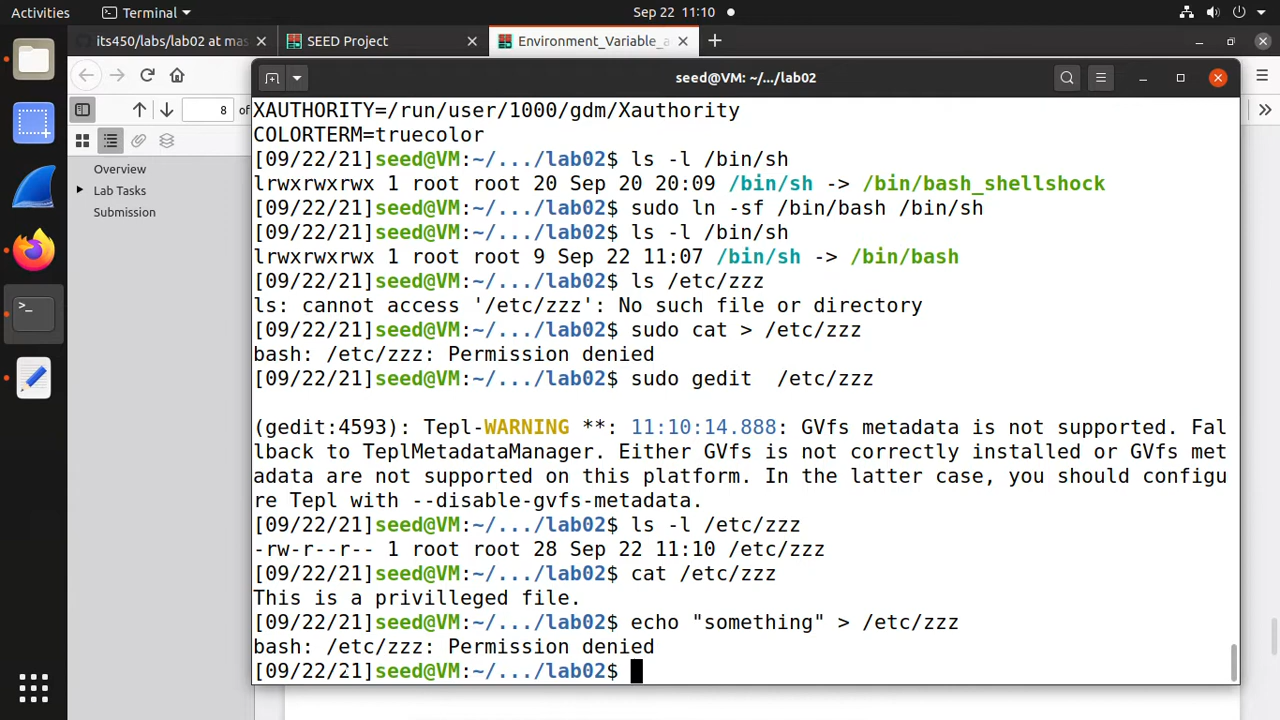 Activities
Terminal
Sep 22 11:10
its450/labs/lab02 at mas
SEED Project
Environment_Variable_a
seed@VM: ~/.../lab02
8 of
Overview
Lab Tasks
Submission
XAUTHORITY=/run/user/1000/gdm/Xauthority
COLORTERM=truecolor
[09/22/21]seed@VM:~/.../lab02$ ls -l /bin/sh
lrwxrwxrwx 1 root root 20 Sep 20 20:09 /bin/sh -> /bin/bash_shellshock
[09/22/21]seed@VM:~/.../lab02$ sudo ln -sf /bin/bash /bin/sh
[09/22/21]seed@VM:~/.../lab02$ ls -l /bin/sh
lrwxrwxrwx 1 root root 9 Sep 22 11:07 /bin/sh -> /bin/bash
[09/22/21]seed@VM:~/.../lab02$ ls /etc/zzz
ls: cannot access '/etc/zzz': No such file or directory
[09/22/21]seed@VM:~/.../lab02$ sudo cat > /etc/zzz
bash: /etc/zzz: Permission denied
[09/22/21]seed@VM:~/.../lab02$ sudo gedit  /etc/zzz
(gedit:4593): Tepl-WARNING **: 11:10:14.888: GVfs metadata is not supported. Fal
lback to TeplMetadataManager. Either GVfs is not correctly installed or GVfs met
adata are not supported on this platform. In the latter case, you should configu
re Tepl with --disable-gvfs-metadata.
[09/22/21]seed@VM:~/.../lab02$ ls -l /etc/zzz
-rw-r--r-- 1 root root 28 Sep 22 11:10 /etc/zzz
[09/22/21]seed@VM:~/.../lab02$ cat /etc/zzz
This is a privilleged file.
[09/22/21]seed@VM:~/.../lab02$ echo "something" > /etc/zzz
bash: /etc/zzz: Permission denied
[09/22/21]seed@VM:~/.../lab02$